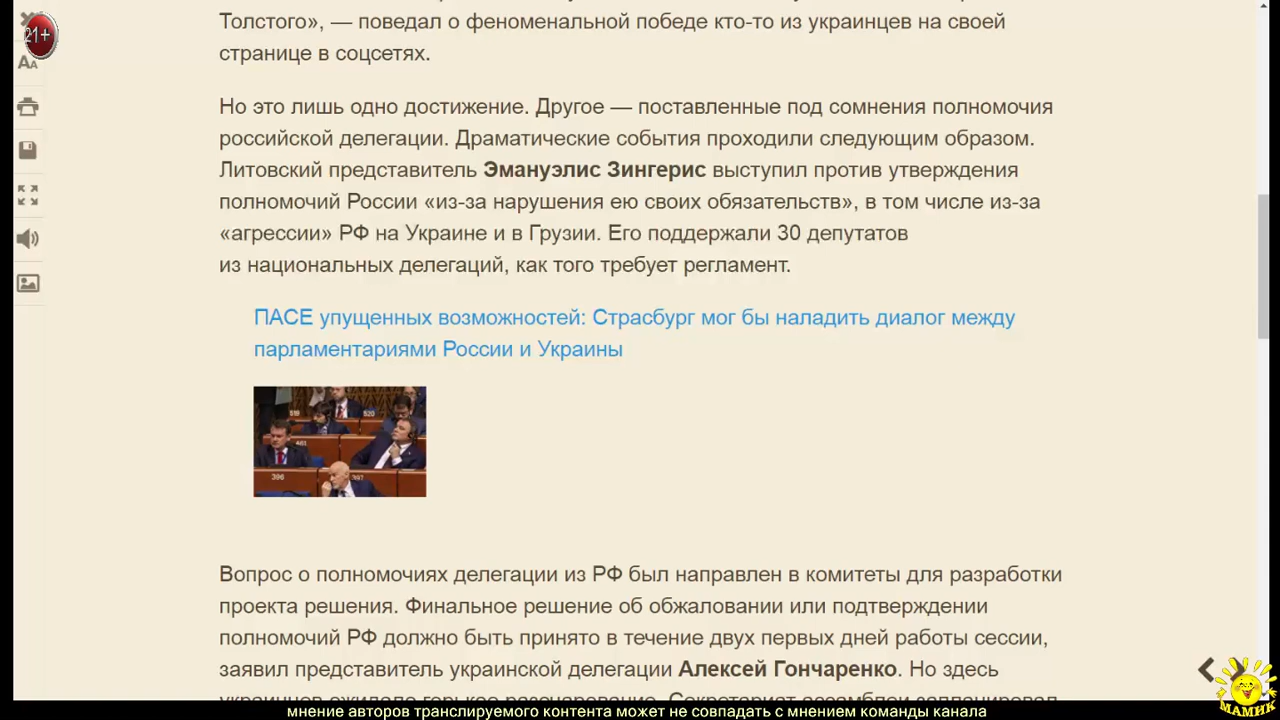 Толстого», — поведал о феноменальной победе кто-то из украинцев на своей
21+
странице в соцсетях.
AA
Но это лишь одно достижение. Другое — поставленные под сомнения полномочия
российской делегации. Драматические события проходили следующим образом.
Литовский представитель Эмануэлис Зингерис выступил против утверждения
полномочий России «из-за нарушения ею своих обязательств», в том числе из-за
«агрессии» РФ на Украине и в Грузии. Его поддержали 30 депутатов
из национальных делегаций, как того требует регламент.
ПАСЕ упущенных возможностей: Страсбург мог бы наладить диалог между
парламентариями России и Украины
519
520
396
397
Вопрос о полномочиях делегации из РФ был направлен в комитеты для разработки
проекта решения. Финальное решение об обжаловании или подтверждении
полномочий РФ должно быть принято в течение двух первых дней работы сессии,
заявил представитель украинской делегации Алексей Гончаренко. Но здесь
МАМИК
мнение авторов транслируемого контента может не совпадать с мнением команды канала